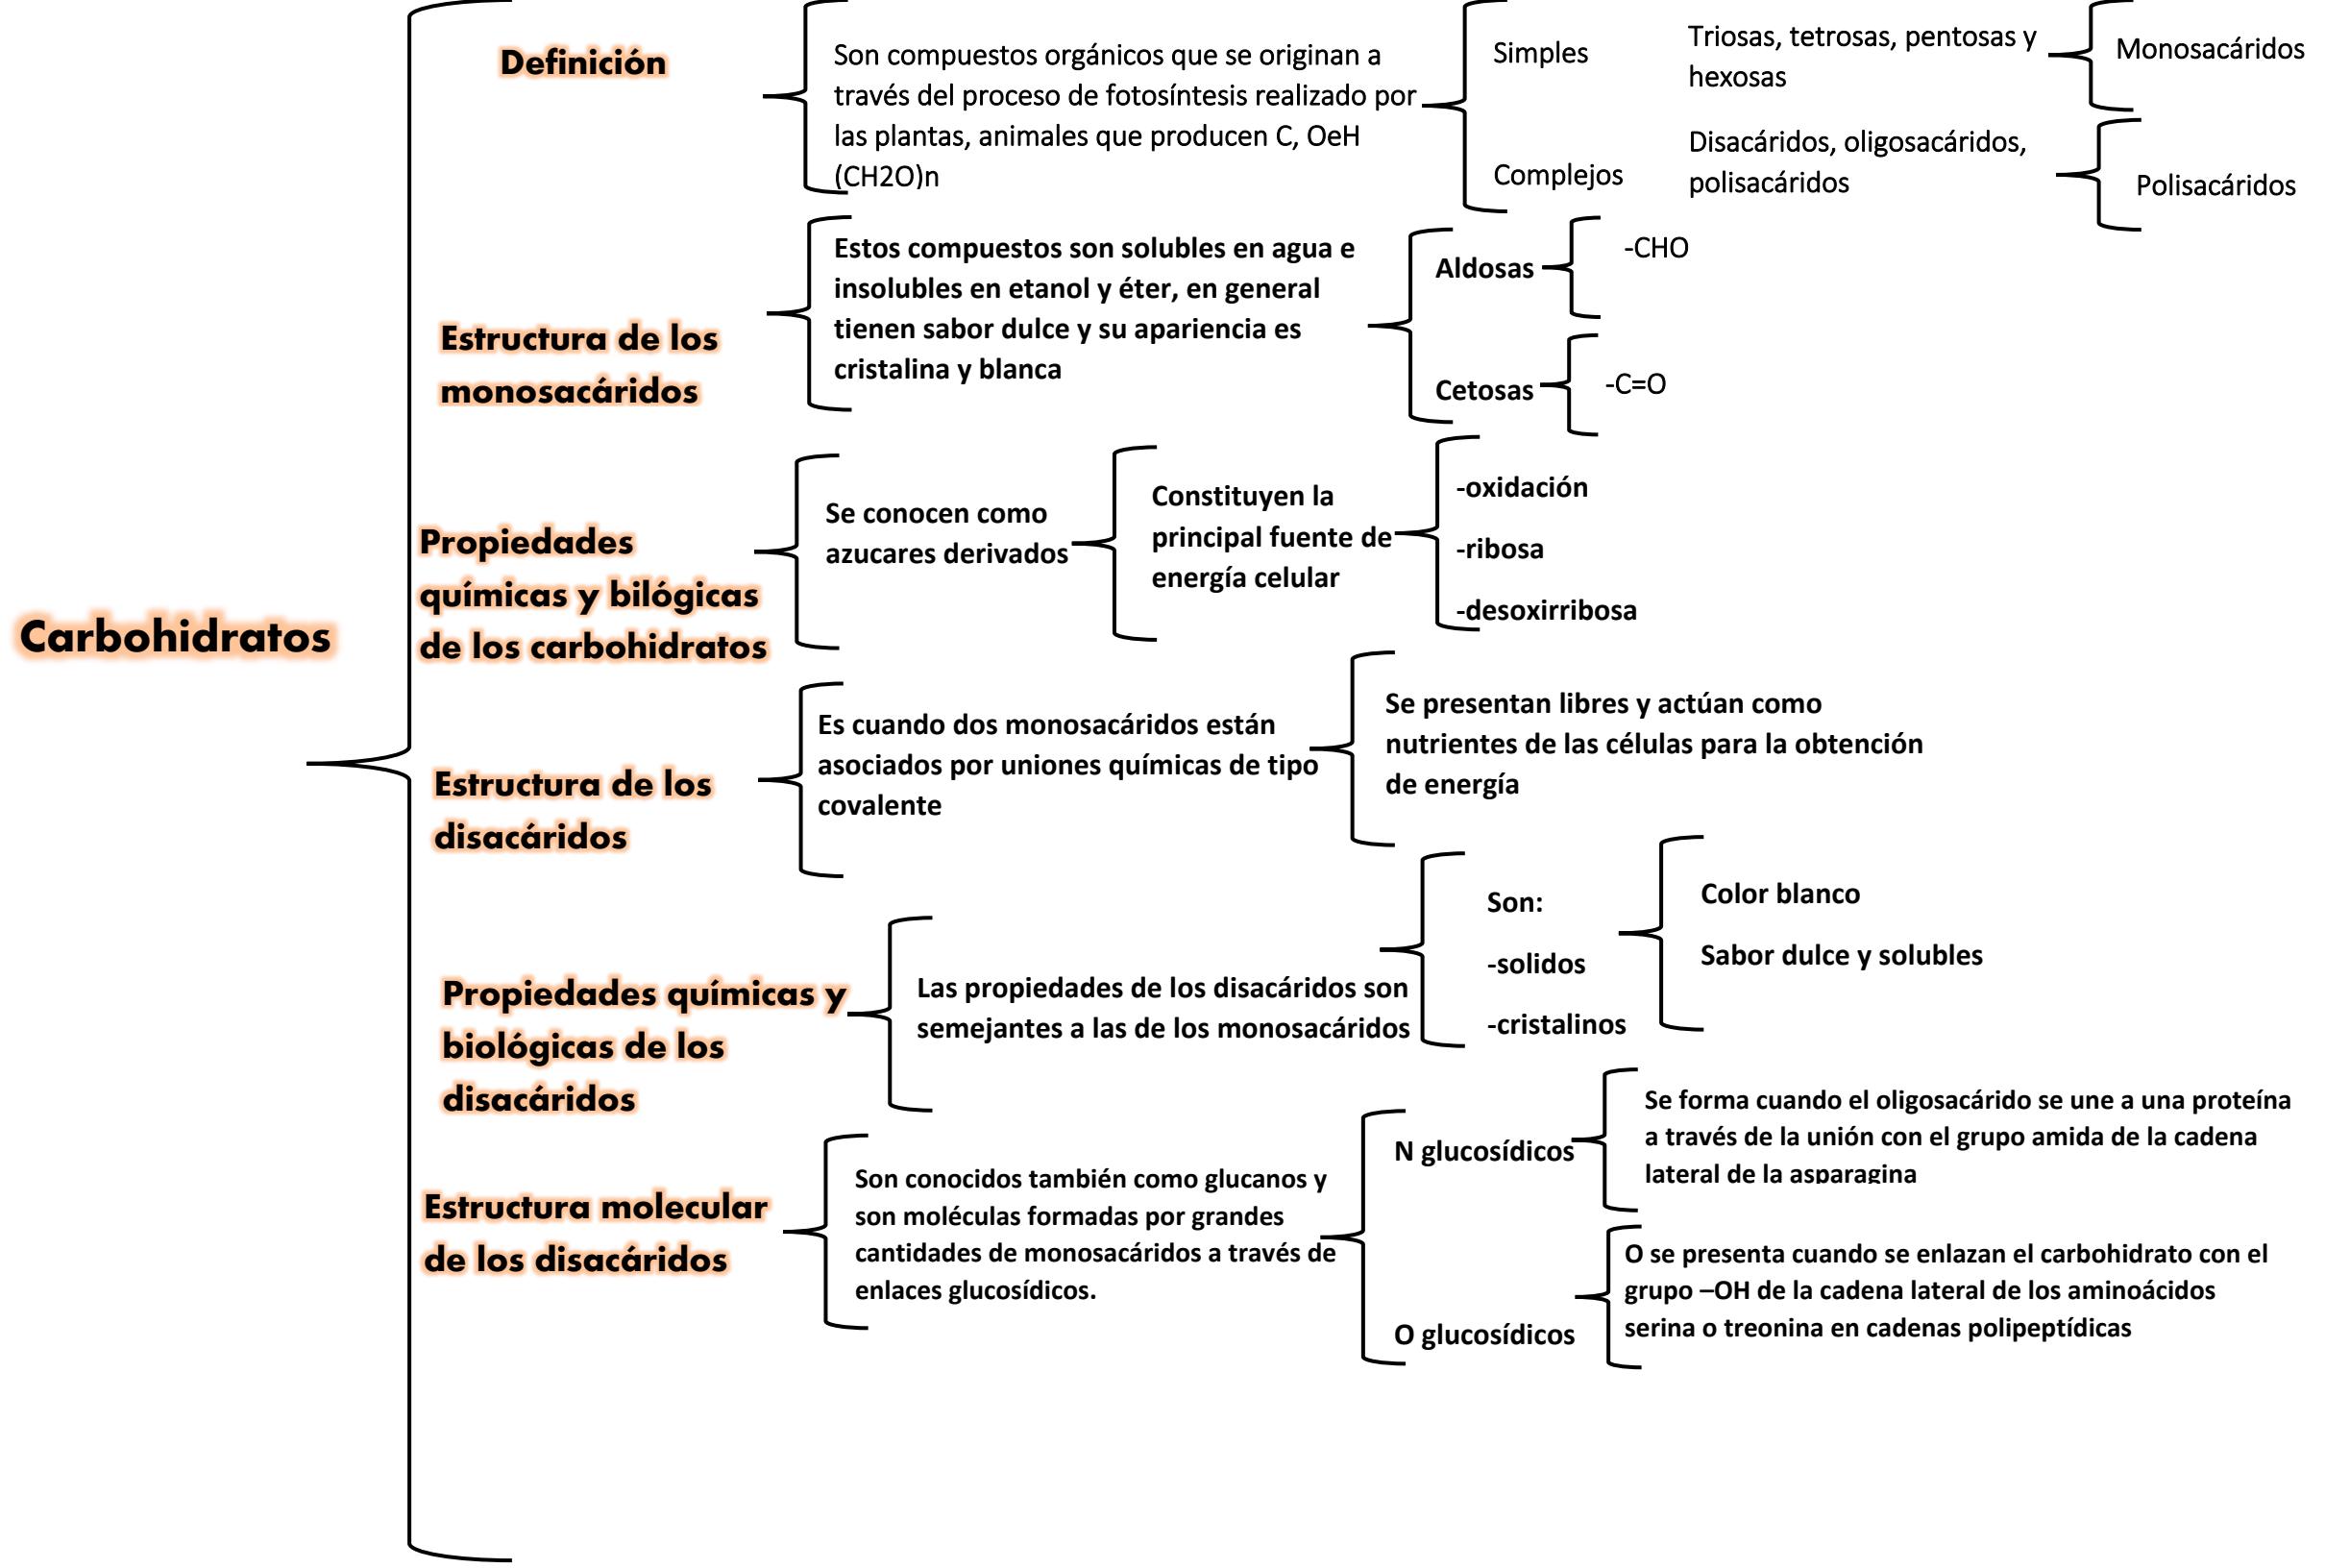 Carbohidratos
Definición
Son compuestos orgánicos que se originan a
través del proceso de fotosíntesis realizado por
las plantas, animales que producen C, OeH
(CH2O)n
Simples
Complejos
Triosas, tetrosas, pentosas y
hexosas
Monosacáridos
Disacáridos, oligosacáridos,
polisacáridos
Polisacáridos
Estructura de los
monosacáridos
Estos compuestos son solubles en agua e
insolubles en etanol y éter, en general
tienen sabor dulce y su apariencia es
cristalina y blanca
Aldosas
-CHO
Cetosas
-C=O
Propiedades
químicas y bilógicas
de los carbohidratos
Se conocen como
azucares derivados
Constituyen la
principal fuente de
energía celular
-oxidación
-ribosa
-desoxirribosa
Estructura de los
disacáridos
Es cuando dos monosacáridos están
asociados por uniones químicas de tipo
covalente
Se presentan libres y actúan como
nutrientes de las células para la obtención
de energía
Propiedades químicas y
biológicas de los
disacáridos
Las propiedades de los disacáridos son
semejantes a las de los monosacáridos
Son:
-solidos
-cristalinos
Color blanco
Sabor dulce y solubles
Estructura molecular
de los disacáridos
Son conocidos también como glucanos y
son moléculas formadas por grandes
cantidades de monosacáridos a través de
enlaces glucosídicos.
N glucosídicos
Se forma cuando el oligosacárido se une a una proteína
a través de la unión con el grupo amida de la cadena
lateral de la asparagina
O glucosídicos
O se presenta cuando se enlazan el carbohidrato con el
grupo –OH de la cadena lateral de los aminoácidos
serina o treonina en cadenas polipeptídicas